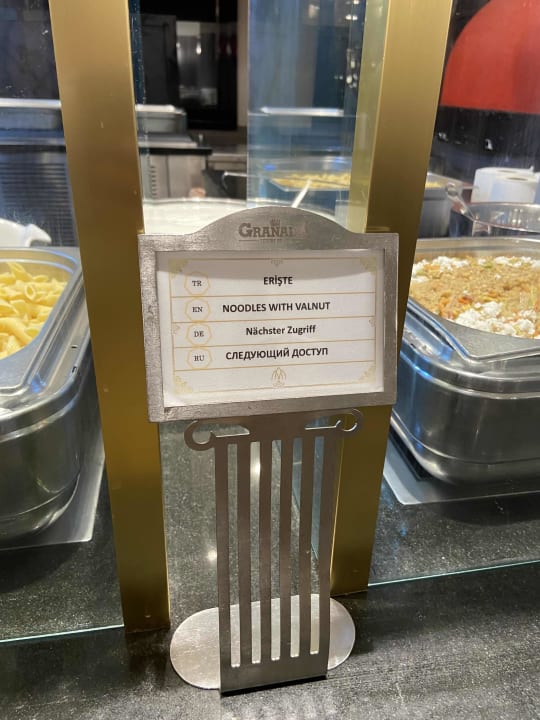 GRANADA
TR ERİŞTE
EN NOODLES WITH VALNUT
DE Nächster Zugriff
RU СЛЕДУЮЩИЙ ДОСТУП